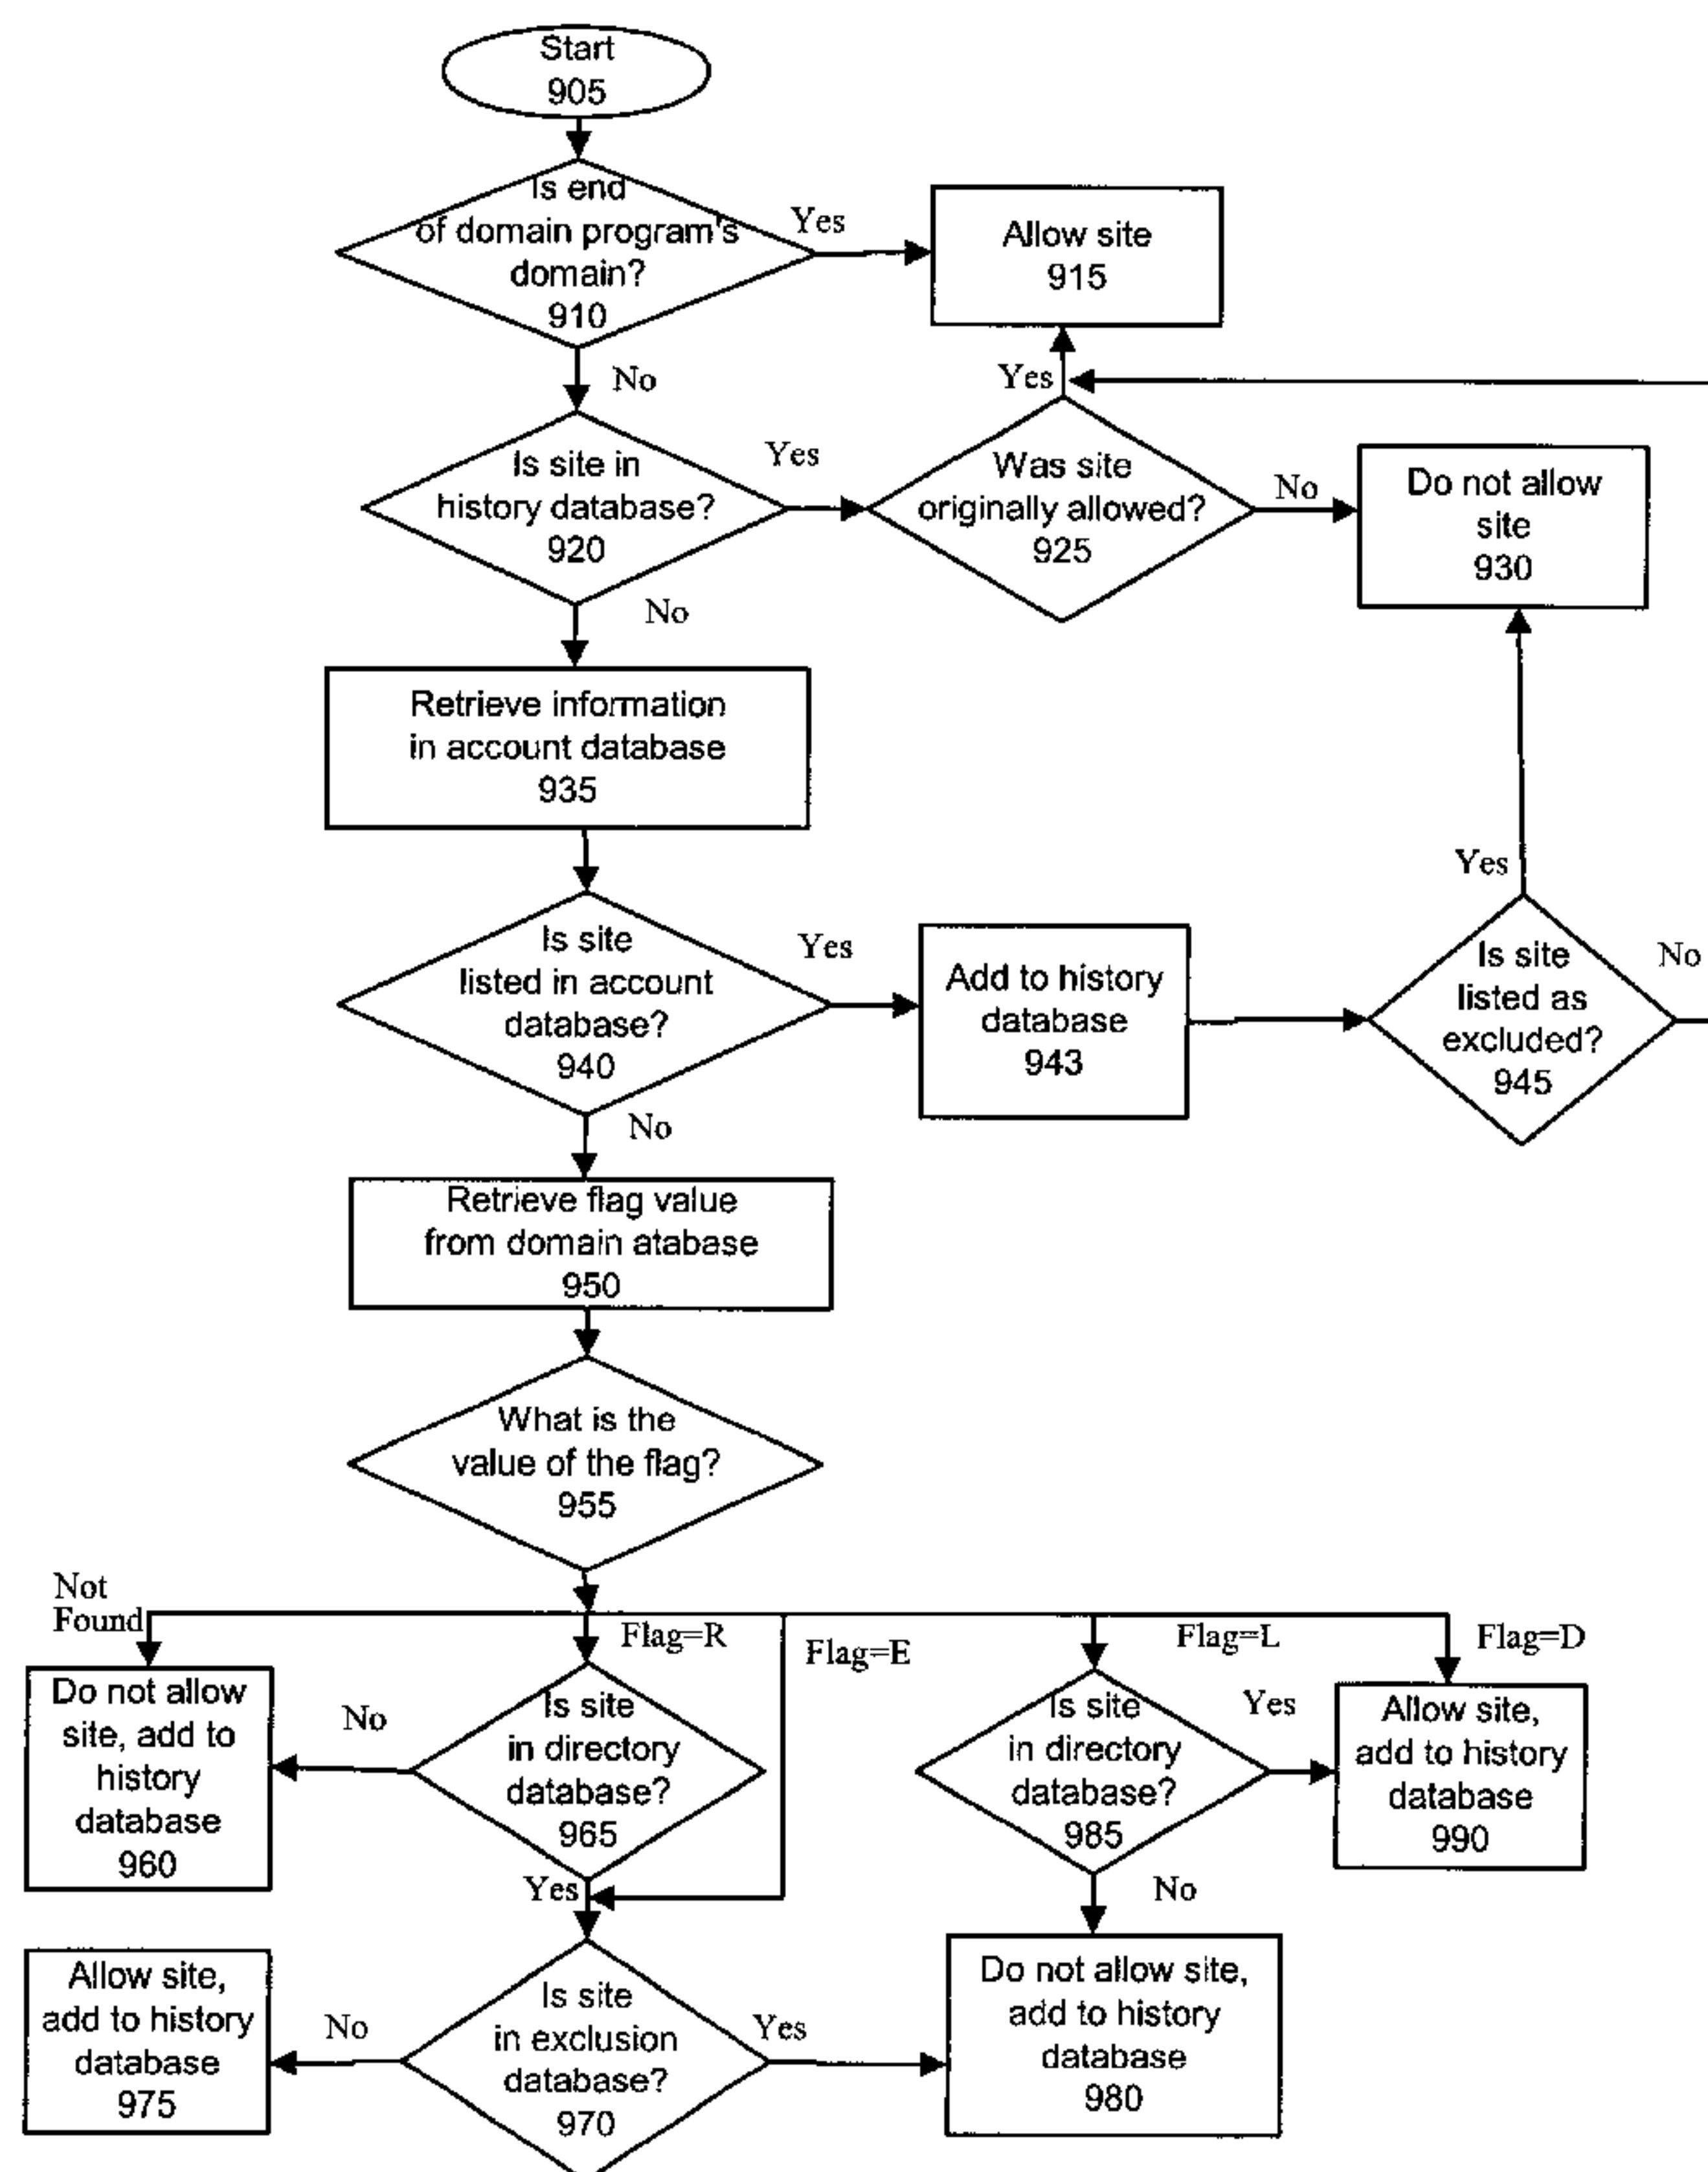 Start
905
Is end
of domain program's
domain?
910
Yes
Allow site
915
No
Yes
Is site in
history database?
920
Yes
Was site
originally allowed?
925
No
Do not allow
site
930
No
Retrieve information
in account database
935
Yes
Is site
listed in account
database?
940
Yes
Add to history
database
943
Is site
listed as
excluded?
945
No
No
Retrieve flag value
from domain atabase
950
What is the
value of the flag?
955
Not
Found
Flag=R
Flag=E
Flag=L
Flag=D
Do not allow
site, add to
history
database
960
No
Is site
in directory
database?
965
Is site
in directory
database?
985
Yes
Allow site,
add to history
database
990
Yes
No
Allow site,
add to history
database
975
No
Is site
in exclusion
database?
970
Yes
Do not allow site,
add to history
database
980